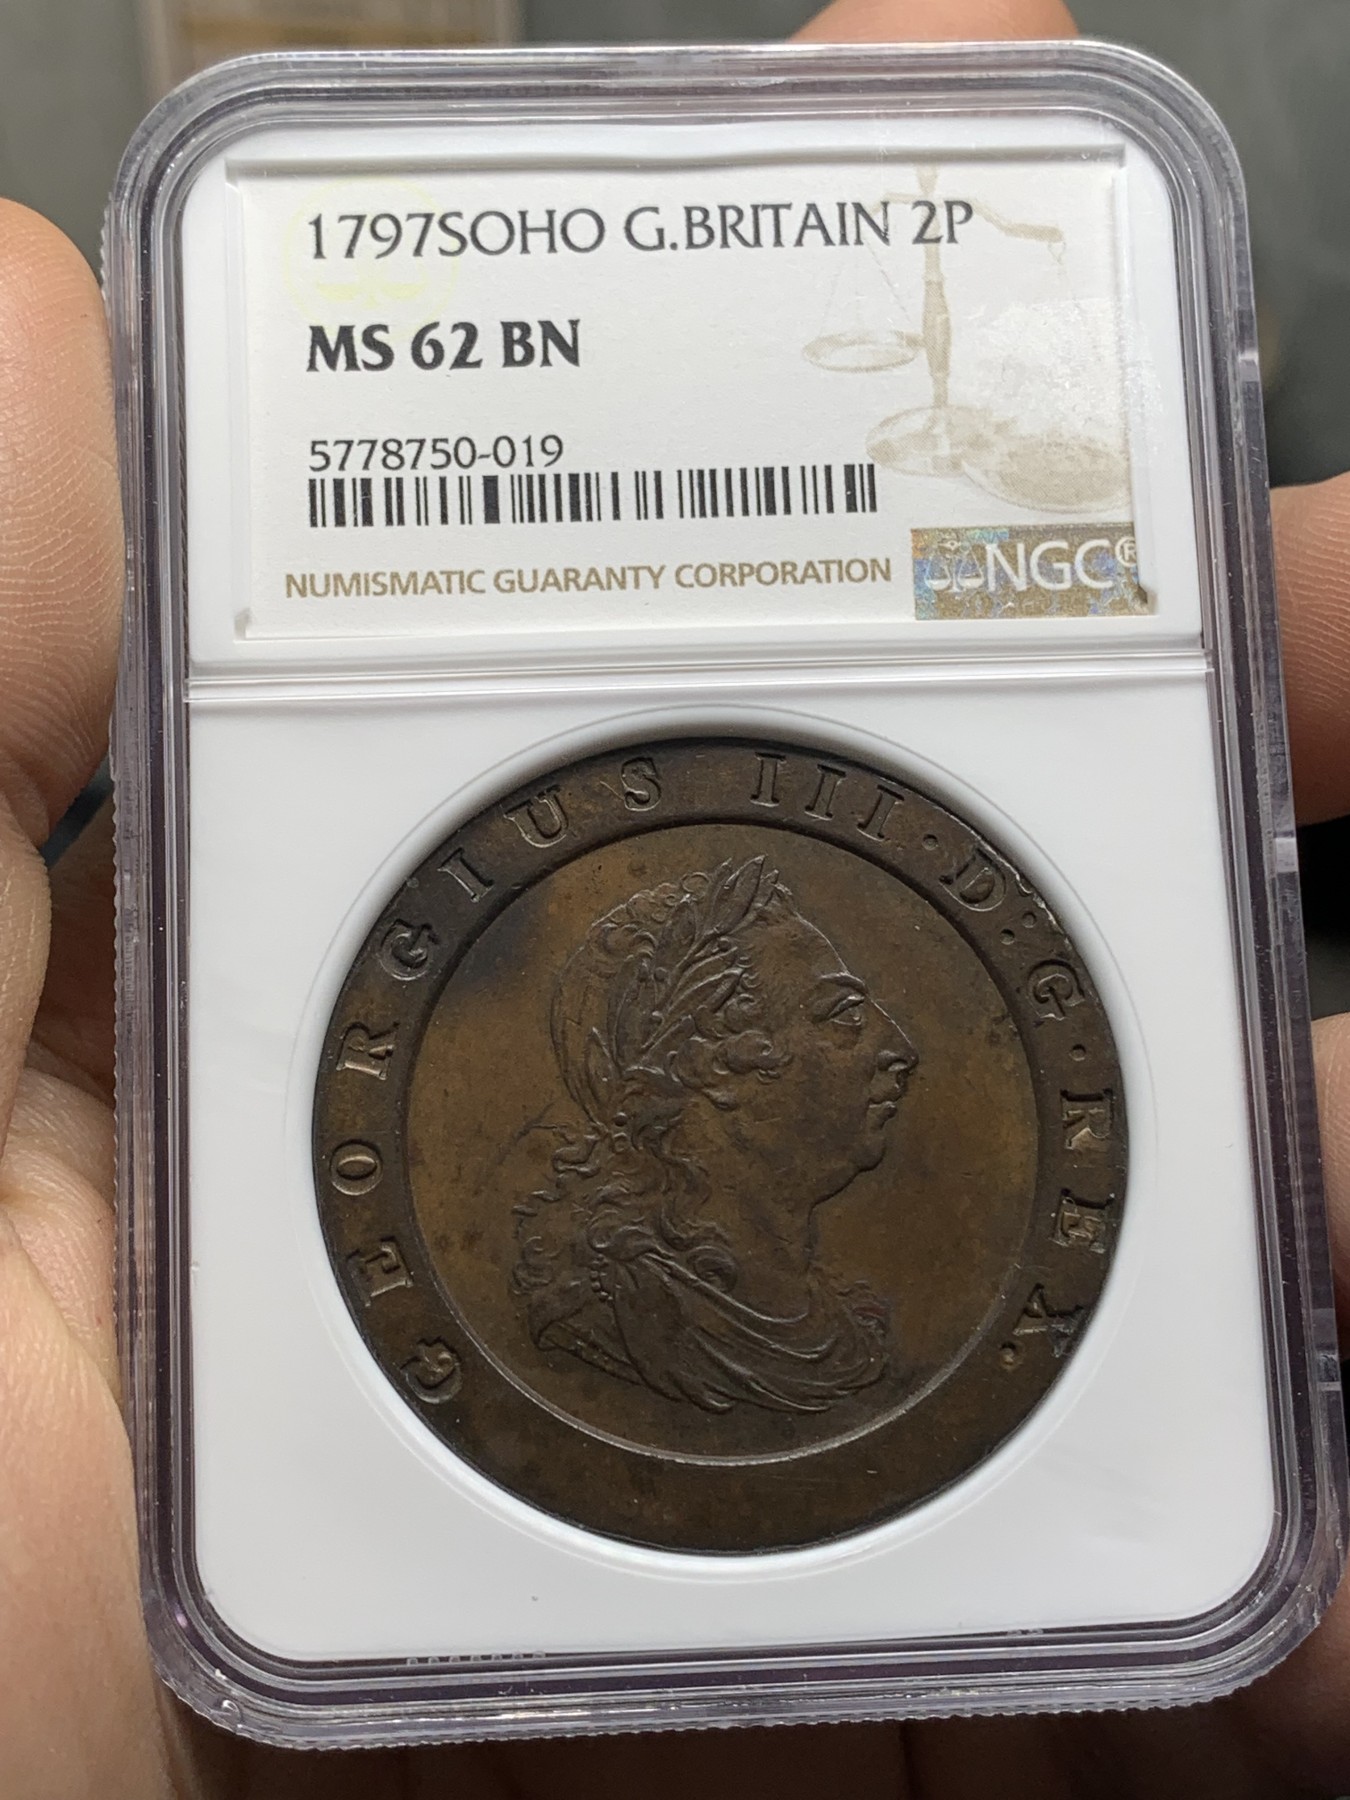 1797SOHO G.BRITAIN 2P
MS 62 BN
5778750-019
NUMISMATIC GUARANTY CORPORATION
NGC®
GEORGIUS III·D:G·REX.